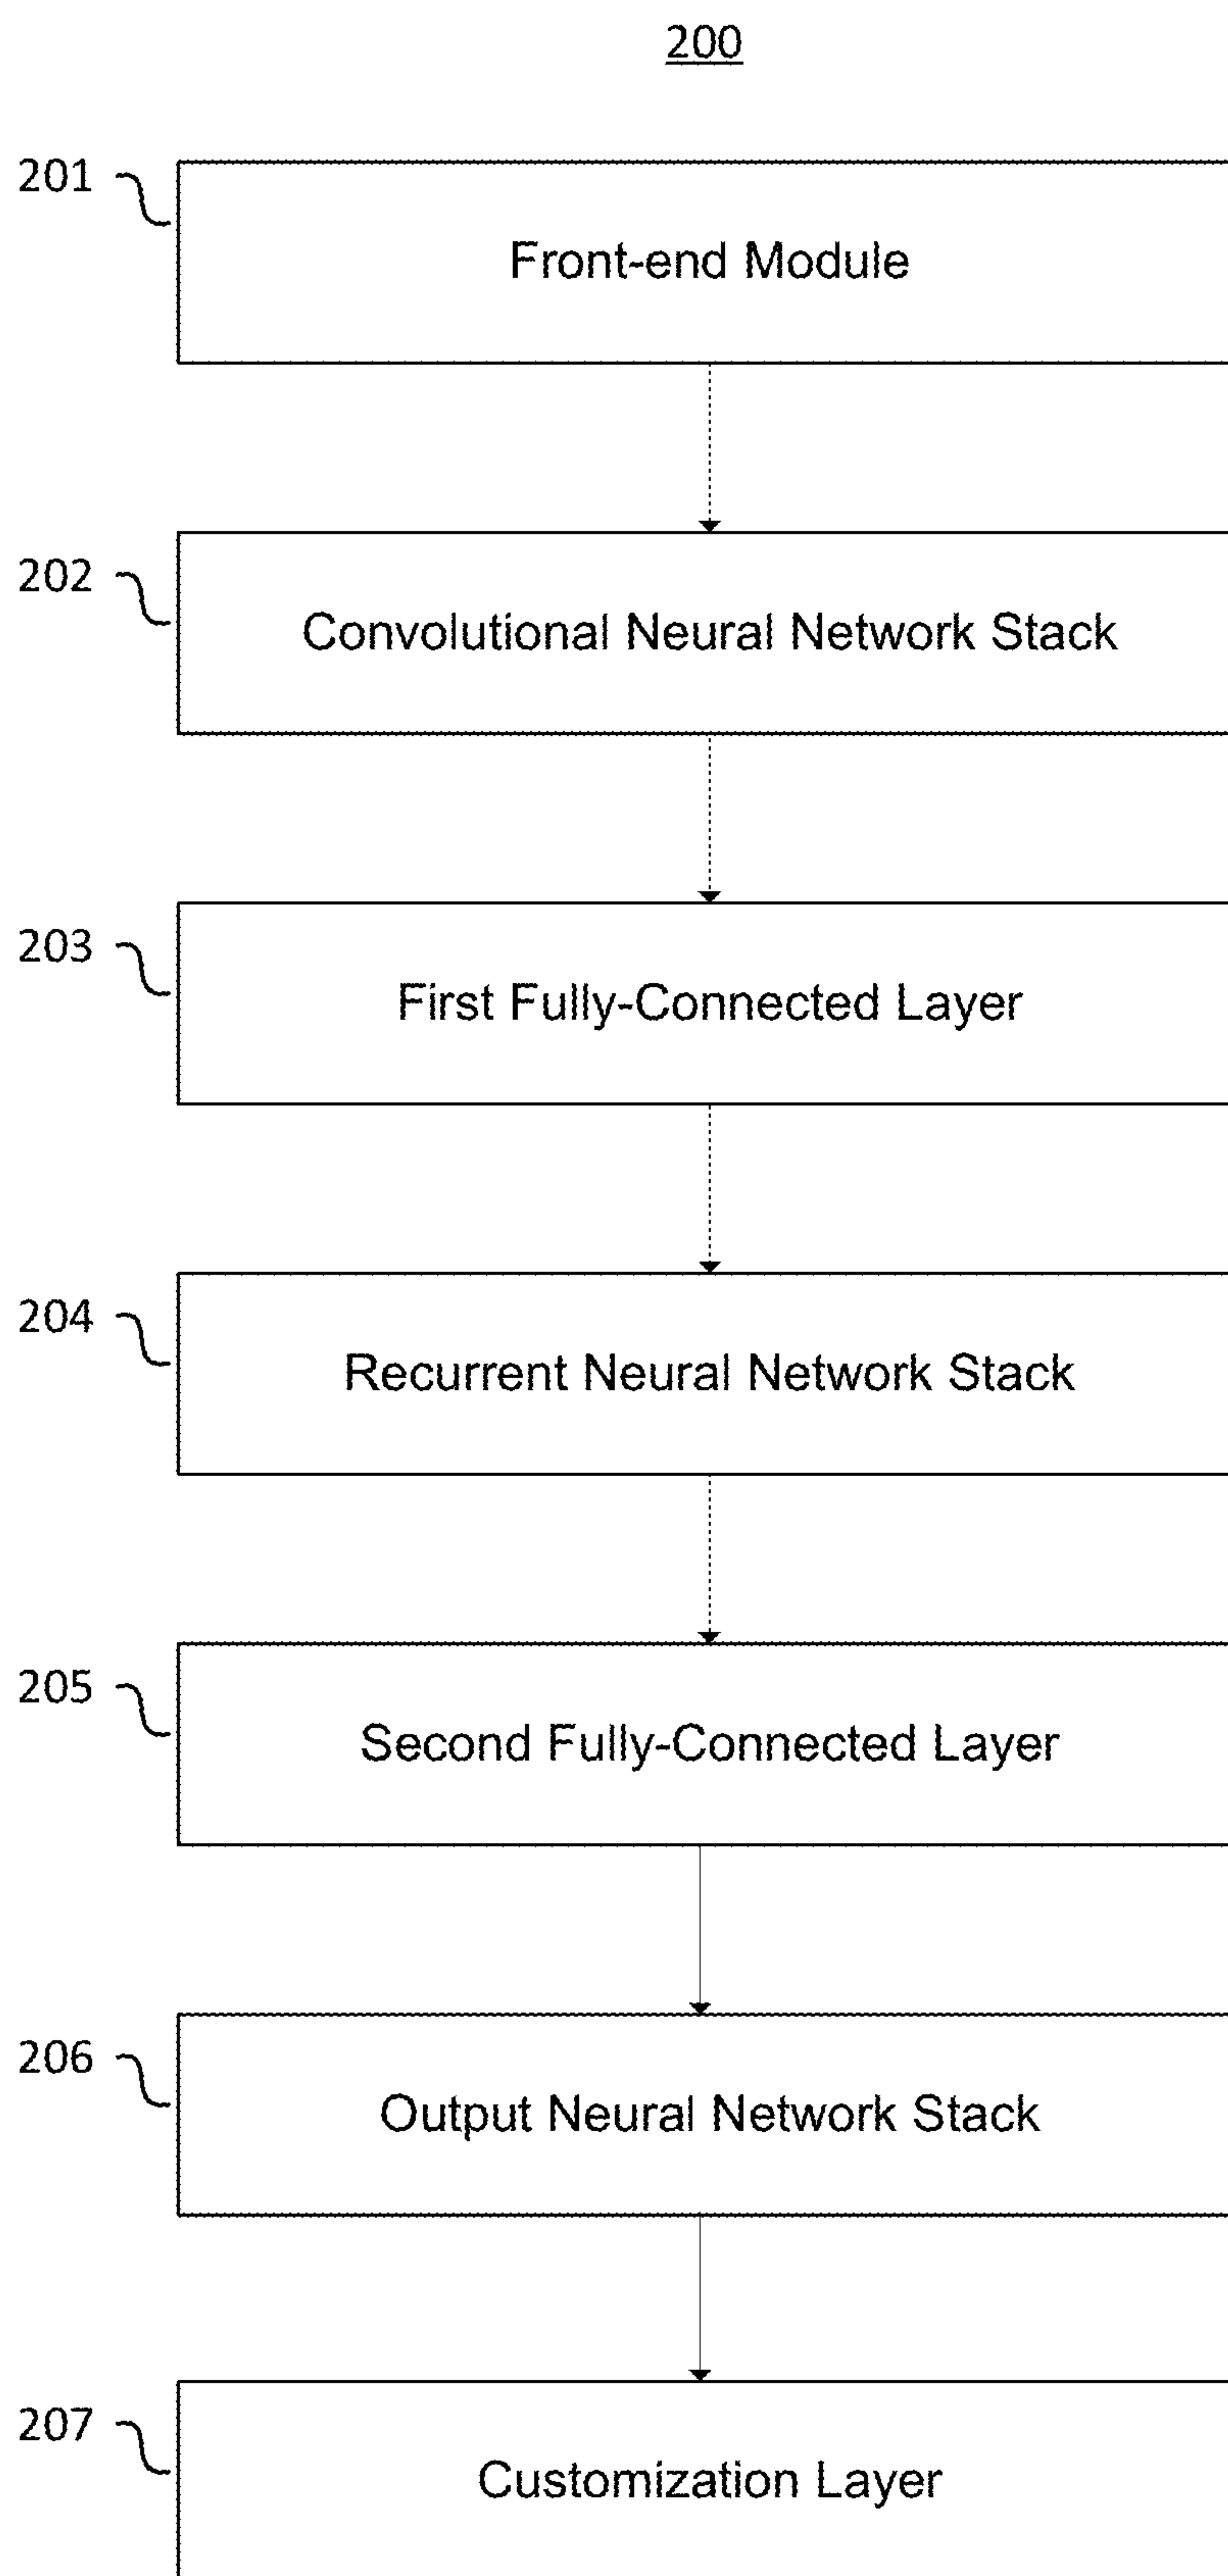 200
201
Front-end Module
202
Convolutional Neural Network Stack
203
First Fully-Connected Layer
204
Recurrent Neural Network Stack
205
Second Fully-Connected Layer
206
Output Neural Network Stack
207
Customization Layer